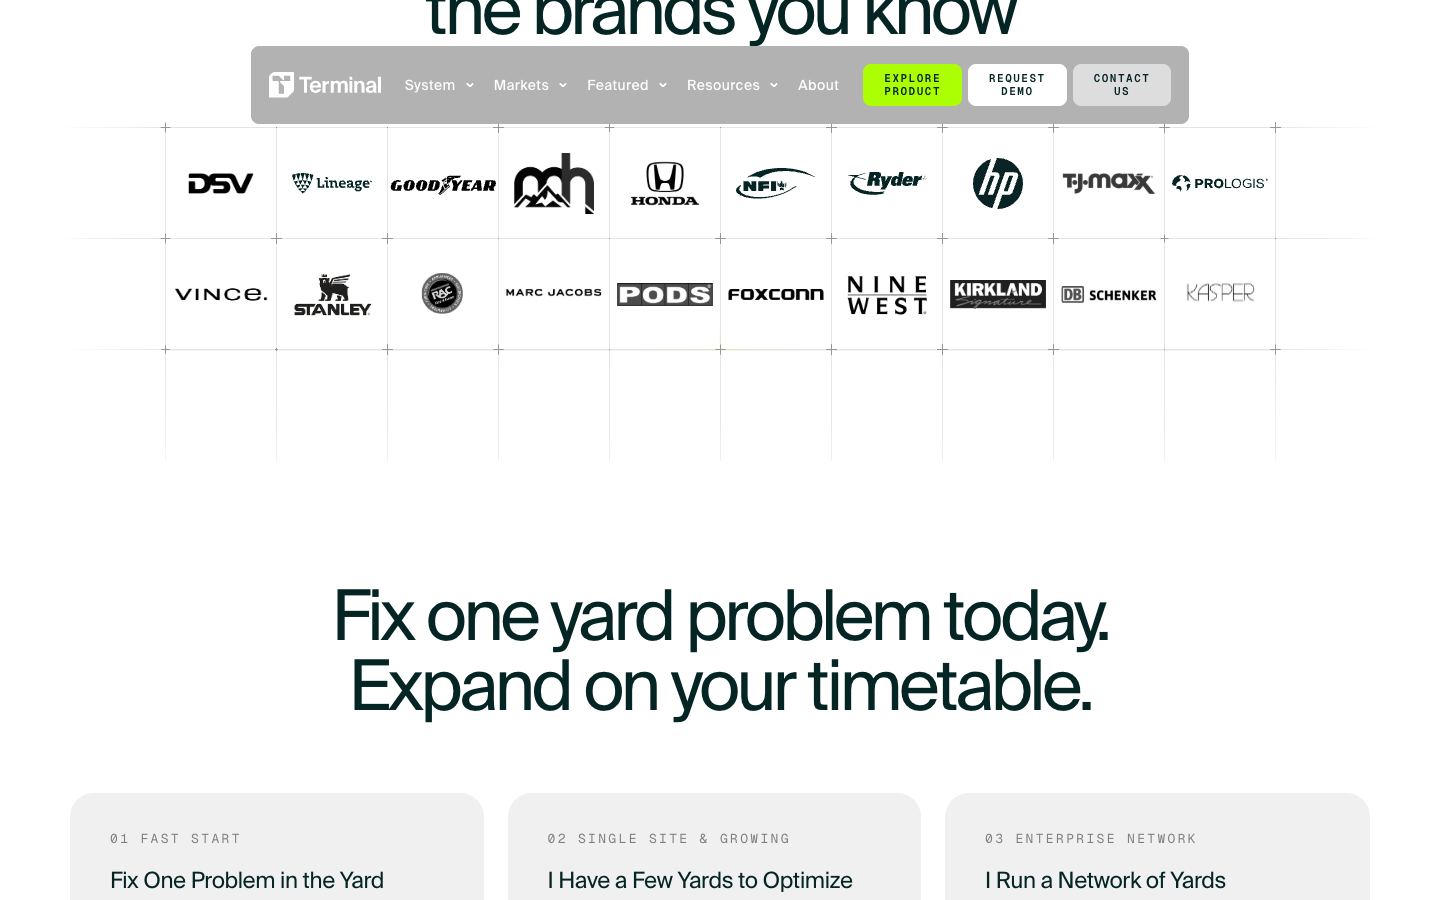 the brands you know
Terminal
System
Markets
Featured
Resources
About
EXPLORE
PRODUCT
REQUEST
DEMO
CONTACT
US
DSV
Lineage
GOODYEAR
mh
HONDA
NFI
Ryder
hp
T·J·maxx
PROLOGIS
VINCE.
STANLEY
RAC
MARC JACOBS
PODS
FOXCONN
NINE
WEST
KIRKLAND
Signature
DB SCHENKER
KASPER
Fix one yard problem today.
Expand on your timetable.
01 FAST START
Fix One Problem in the Yard
02 SINGLE SITE & GROWING
I Have a Few Yards to Optimize
03 ENTERPRISE NETWORK
I Run a Network of Yards